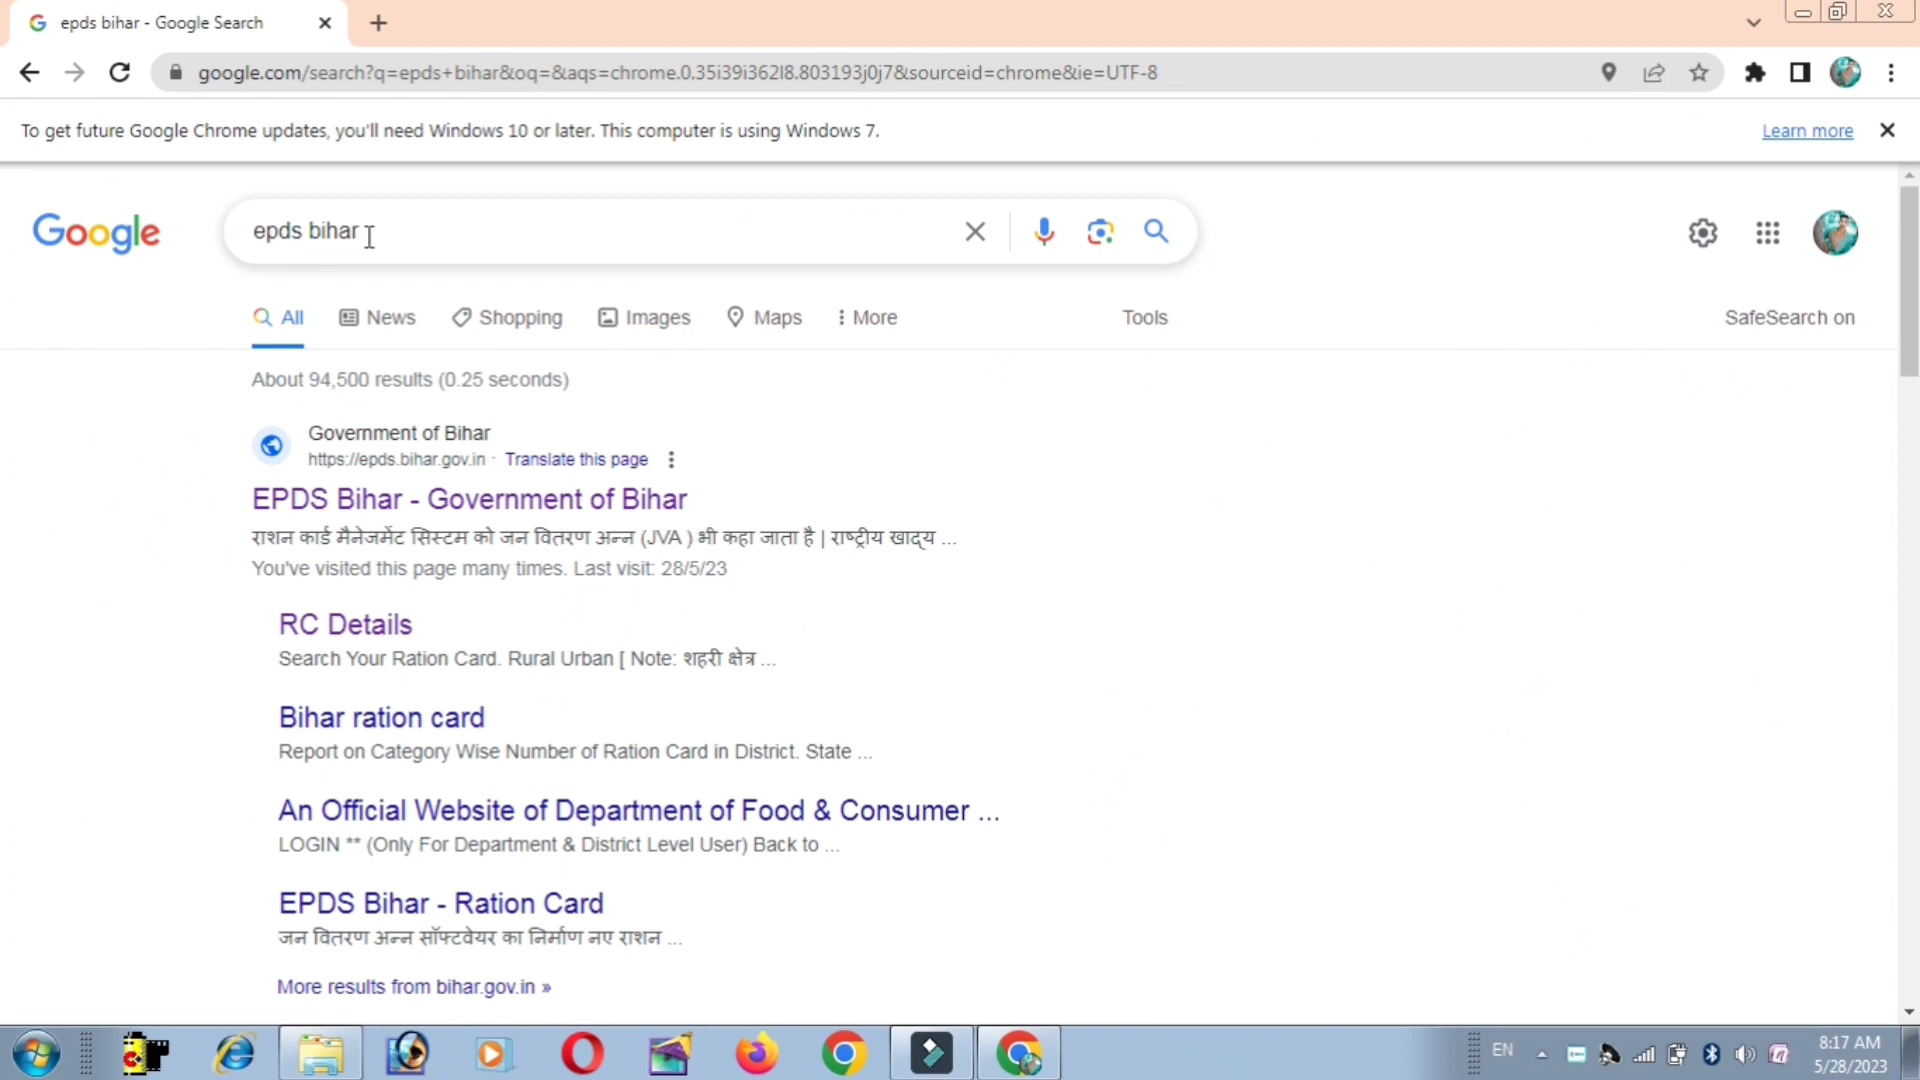 epds bihar - Google Search
google.com/search?q=epds+bihar&oq=&aqs=chrome.0.35i39i362l8.803193j0j7&sourceid=chrome&ie=UTF-8
To get future Google Chrome updates, you'll need Windows 10 or later. This computer is using Windows 7.
Learn more
Google
epds bihar
All
News
Shopping
Images
Maps
More
Tools
SafeSearch on
About 94,500 results (0.25 seconds)
Government of Bihar
https://epds.bihar.gov.in · Translate this page
EPDS Bihar - Government of Bihar
राशन कार्ड मैनेजमेंट सिस्टम को जन वितरण अन्न (JVA ) भी कहा जाता है | राष्ट्रीय खाद्य ...
You've visited this page many times. Last visit: 28/5/23
RC Details
Search Your Ration Card. Rural Urban [ Note: शहरी क्षेत्र ...
Bihar ration card
Report on Category Wise Number of Ration Card in District. State ...
An Official Website of Department of Food & Consumer ...
LOGIN ** (Only For Department & District Level User) Back to ...
EPDS Bihar - Ration Card
जन वितरण अन्न सॉफ्टवेयर का निर्माण नए राशन ...
More results from bihar.gov.in »
EN
8:17 AM
5/28/2023